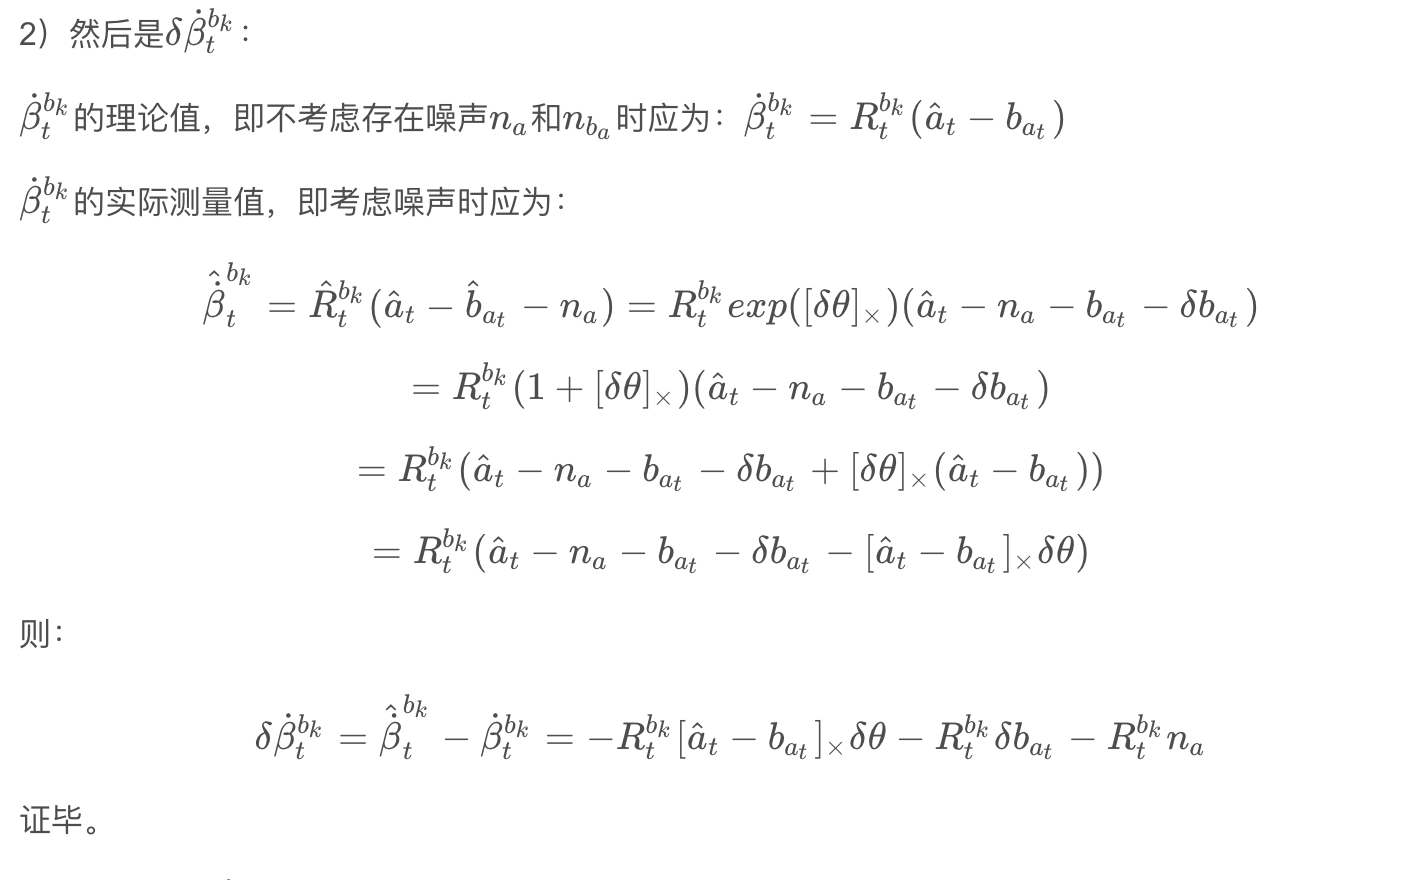 2）然后是$\delta\dot{\beta}_t^{b_k}$：
$\dot{\beta}_t^{b_k}$的理论值，即不考虑存在噪声$n_a$和$n_{b_a}$时应为：$\dot{\beta}_t^{b_k} = R_t^{b_k}(\hat{a}_t - b_{a_t})$
$\dot{\beta}_t^{b_k}$的实际测量值，即考虑噪声时应为：
$\hat{\dot{\beta}}_t^{b_k} = \hat{R}_t^{b_k}(\hat{a}_t - \hat{b}_{a_t} - n_a) = R_t^{b_k}exp([\delta\theta]_\times)(\hat{a}_t - n_a - b_{a_t} - \delta b_{a_t})$
$= R_t^{b_k}(1 + [\delta\theta]_\times)(\hat{a}_t - n_a - b_{a_t} - \delta b_{a_t})$
$= R_t^{b_k}(\hat{a}_t - n_a - b_{a_t} - \delta b_{a_t} + [\delta\theta]_\times(\hat{a}_t - b_{a_t}))$
$= R_t^{b_k}(\hat{a}_t - n_a - b_{a_t} - \delta b_{a_t} - [\hat{a}_t - b_{a_t}]_\times\delta\theta)$
则：
$\delta\dot{\beta}_t^{b_k} = \hat{\dot{\beta}}_t^{b_k} - \dot{\beta}_t^{b_k} = -R_t^{b_k}[\hat{a}_t - b_{a_t}]_\times\delta\theta - R_t^{b_k}\delta b_{a_t} - R_t^{b_k}n_a$
证毕。